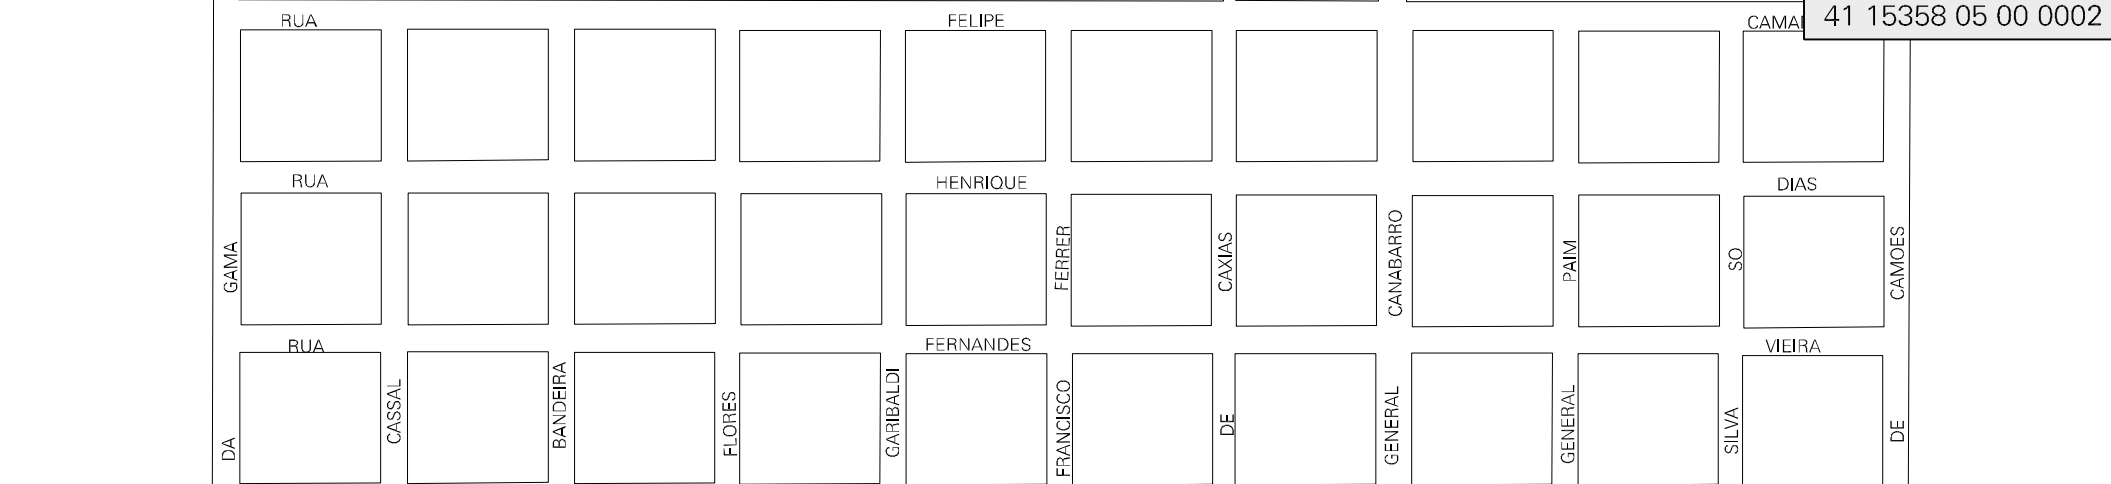 41 15358 05 00 0002
RUA FELIPE
RUA HENRIQUE DIAS
GAMA
FERRER
CAXIAS
CANABARRO
PAIM
SO
CAMOES
RUA FERNANDES VIEIRA
DA
CASSAL
BANDEIRA
FLORES
GARIBALDI
FRANCISCO
DE
GENERAL
GENERAL
SILVA
DE